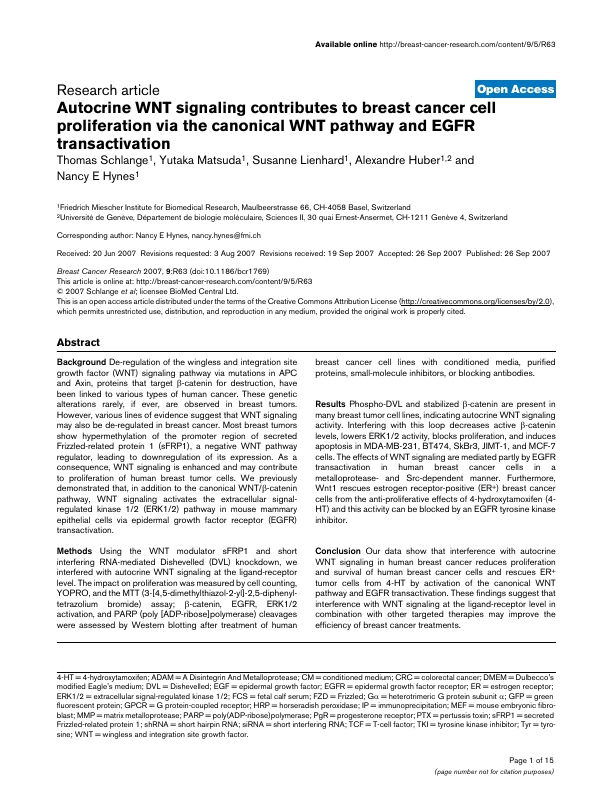 Available online http://breast-cancer-research.com/content/9/5/R63
Research article
Open Access
Autocrine WNT signaling contributes to breast cancer cell
proliferation via the canonical WNT pathway and EGFR
transactivation
Thomas Schlange1, Yutaka Matsuda1, Susanne Lienhard1, Alexandre Huber1,2 and
Nancy E Hynes1
1Friedrich Miescher Institute for Biomedical Research, Maulbeerstrasse 66, CH-4058 Basel, Switzerland
2Université de Genève, Département de biologie moléculaire, Sciences II, 30 quai Ernest-Ansermet, CH-1211 Genève 4, Switzerland
Corresponding author: Nancy E Hynes, nancy.hynes@fmi.ch
Received: 20 Jun 2007 Revisions requested: 3 Aug 2007 Revisions received: 19 Sep 2007 Accepted: 26 Sep 2007 Published: 26 Sep 2007
Breast Cancer Research 2007, 9:R63 (doi:10.1186/bcr1769)
This article is online at: http://breast-cancer-research.com/content/9/5/R63
© 2007 Schlange et al; licensee BioMed Central Ltd.
This is an open access article distributed under the terms of the Creative Commons Attribution License (http://creativecommons.org/licenses/by/2.0),
which permits unrestricted use, distribution, and reproduction in any medium, provided the original work is properly cited.
Abstract
Background De-regulation of the wingless and integration site
growth factor (WNT) signaling pathway via mutations in APC
and Axin, proteins that target β-catenin for destruction, have
been linked to various types of human cancer. These genetic
alterations rarely, if ever, are observed in breast tumors.
However, various lines of evidence suggest that WNT signaling
may also be de-regulated in breast cancer. Most breast tumors
show hypermethylation of the promoter region of secreted
Frizzled-related protein 1 (sFRP1), a negative WNT pathway
regulator, leading to downregulation of its expression. As a
consequence, WNT signaling is enhanced and may contribute
to proliferation of human breast tumor cells. We previously
demonstrated that, in addition to the canonical WNT/β-catenin
pathway, WNT signaling activates the extracellular signal-
regulated kinase 1/2 (ERK1/2) pathway in mouse mammary
epithelial cells via epidermal growth factor receptor (EGFR)
transactivation.
Methods Using the WNT modulator sFRP1 and short
interfering RNA-mediated Dishevelled (DVL) knockdown, we
interfered with autocrine WNT signaling at the ligand-receptor
level. The impact on proliferation was measured by cell counting,
YOPRO, and the MTT (3-[4,5-dimethylthiazol-2-yl]-2,5-diphenyl-
tetrazolium bromide) assay; β-catenin, EGFR, ERK1/2
activation, and PARP (poly [ADP-ribose]polymerase) cleavages
were assessed by Western blotting after treatment of human
breast cancer cell lines with conditioned media, purified
proteins, small-molecule inhibitors, or blocking antibodies.
Results Phospho-DVL and stabilized β-catenin are present in
many breast tumor cell lines, indicating autocrine WNT signaling
activity. Interfering with this loop decreases active β-catenin
levels, lowers ERK1/2 activity, blocks proliferation, and induces
apoptosis in MDA-MB-231, BT474, SkBr3, JIMT-1, and MCF-7
cells. The effects of WNT signaling are mediated partly by EGFR
transactivation in human breast cancer cells in a
metalloprotease- and Src-dependent manner. Furthermore,
Wnt1 rescues estrogen receptor-positive (ER+) breast cancer
cells from the anti-proliferative effects of 4-hydroxytamoxifen (4-
HT) and this activity can be blocked by an EGFR tyrosine kinase
inhibitor.
Conclusion Our data show that interference with autocrine
WNT signaling in human breast cancer reduces proliferation
and survival of human breast cancer cells and rescues ER+
tumor cells from 4-HT by activation of the canonical WNT
pathway and EGFR transactivation. These findings suggest that
interference with WNT signaling at the ligand-receptor level in
combination with other targeted therapies may improve the
efficiency of breast cancer treatments.
4-HT = 4-hydroxytamoxifen; ADAM = A Disintegrin And Metalloprotease; CM = conditioned medium; CRC = colorectal cancer; DMEM = Dulbecco's
modified Eagle's medium; DVL = Dishevelled; EGF = epidermal growth factor; EGFR = epidermal growth factor receptor; ER = estrogen receptor;
ERK1/2 = extracellular signal-regulated kinase 1/2; FCS = fetal calf serum; FZD = Frizzled; Gα = heterotrimeric G protein subunit α; GFP = green
fluorescent protein; GPCR = G protein-coupled receptor; HRP = horseradish peroxidase; IP = immunoprecipitation; MEF = mouse embryonic fibro-
blast; MMP = matrix metalloprotease; PARP = poly(ADP-ribose)polymerase; PgR = progesterone receptor; PTX = pertussis toxin; sFRP1 = secreted
Frizzled-related protein 1; shRNA = short hairpin RNA; siRNA = short interfering RNA; TCF = T-cell factor; TKI = tyrosine kinase inhibitor; Tyr = tyro-
sine; WNT = wingless and integration site growth factor.
Page 1 of 15
(page number not for citation purposes)